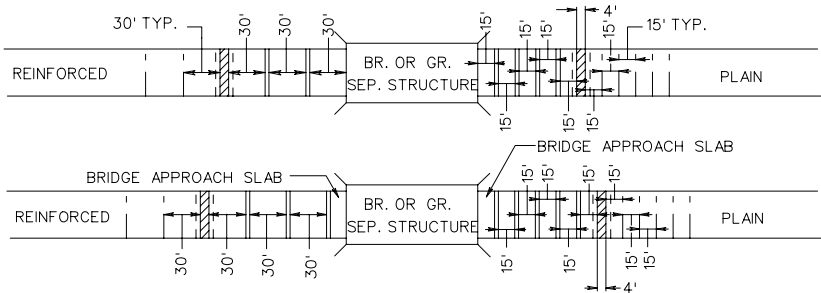 30' TYP.
30'
30'
30'
15'
15'
15'
4'
15'
15' TYP.
REINFORCED
BR. OR GR.
SEP. STRUCTURE
PLAIN
15'
15'
15'
BRIDGE APPROACH SLAB
BRIDGE APPROACH SLAB
15'
15'
15'
15'
REINFORCED
BR. OR GR.
SEP. STRUCTURE
PLAIN
30'
30'
30'
30'
15'
15'
15'
15'
4'